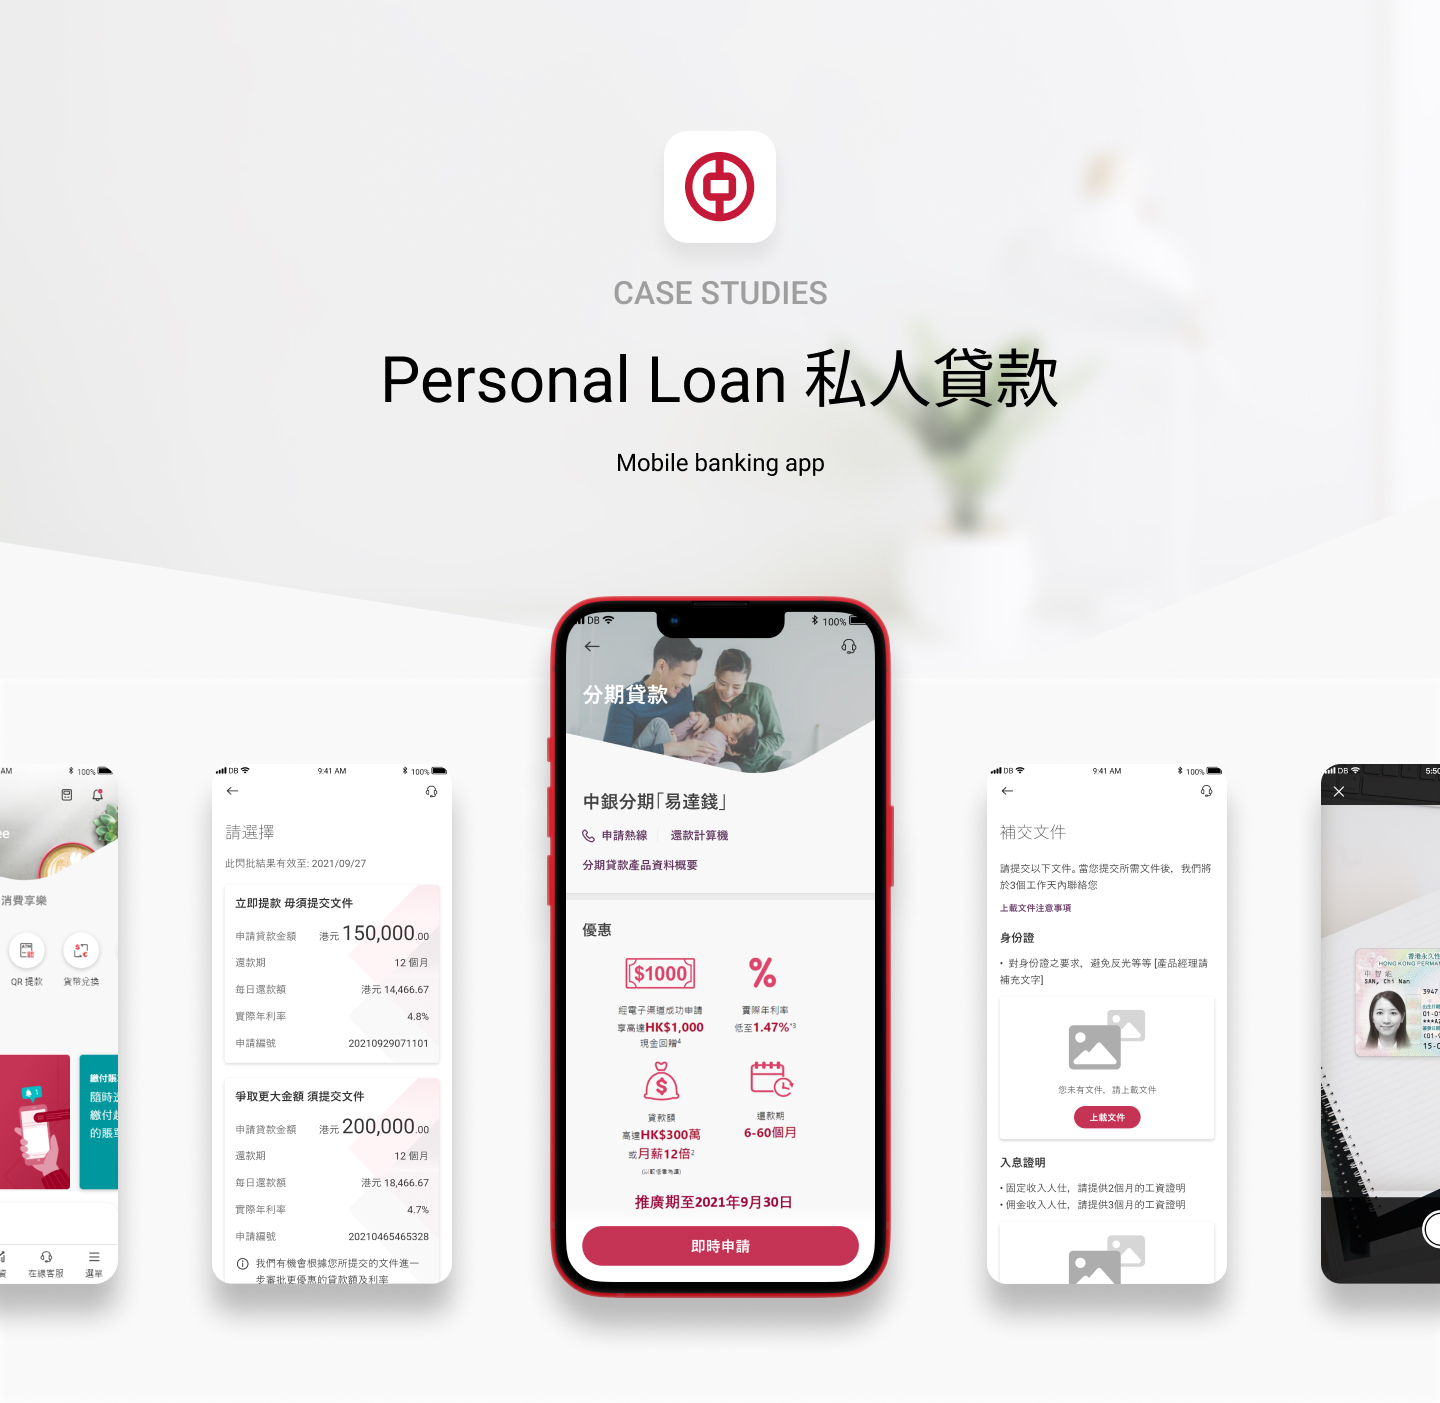 CASE STUDIES
Personal Loan 私人貸款
Mobile banking app
AM
100%
消費享樂
QR 提款
貨幣兌換
繳付賬
隨時
繳付
的賬單
資
在線客服
選單
DB
9:41 AM
100%
請選擇
此閃批結果有效至: 2021/09/27
立即提款 毋須提交文件
申請貸款金額 港元 150,000.00
還款期 12 個月
每日還款額 港元 14,466.67
實際年利率 4.8%
申請編號 20210929071101
爭取更大金額 須提交文件
申請貸款金額 港元 200,000.00
還款期 12 個月
每日還款額 港元 18,466.67
實際年利率 4.7%
申請編號 20210465465328
我們有機會根據您所提交的文件進一
步審批更優惠的貸款額及利率
DB
100%
分期貸款
中銀分期「易達錢」
申請熱線 還款計算機
分期貸款產品資料概要
優惠
$1000
%
經電子渠道成功申請
享高達HK$1,000
現金回贈4
實際年利率
低至1.47%*3
$
貸款額
高達HK$300萬
或月薪12倍2
(以較低者為準)
還款期
6-60個月
推廣期至2021年9月30日
即時申請
DB
9:41 AM
100%
補交文件
請提交以下文件。當您提交所需文件後，我們將
於3個工作天內聯絡您
上載文件注意事項
身份證
• 對身份證之要求，避免反光等等 [產品經理請
補充文字]
您未有文件，請上載文件
上載文件
入息證明
• 固定收入人仕，請提供2個月的工資證明
• 佣金收入人仕，請提供3個月的工資證明
DB
5:50
香港永久性
HONG KONG PERMAN
SAN, Chi Nan
3947